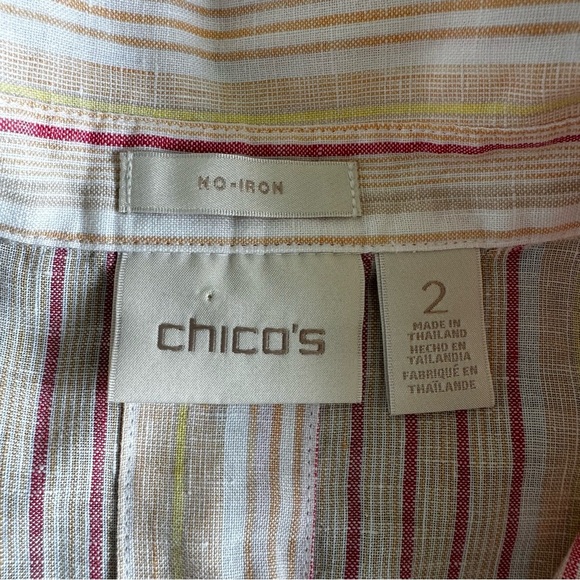 NO-IRON
chico's
2
MADE IN
THAILAND
HECHO EN
TAILANDIA
FABRIQUÉ EN
THAÏLANDE